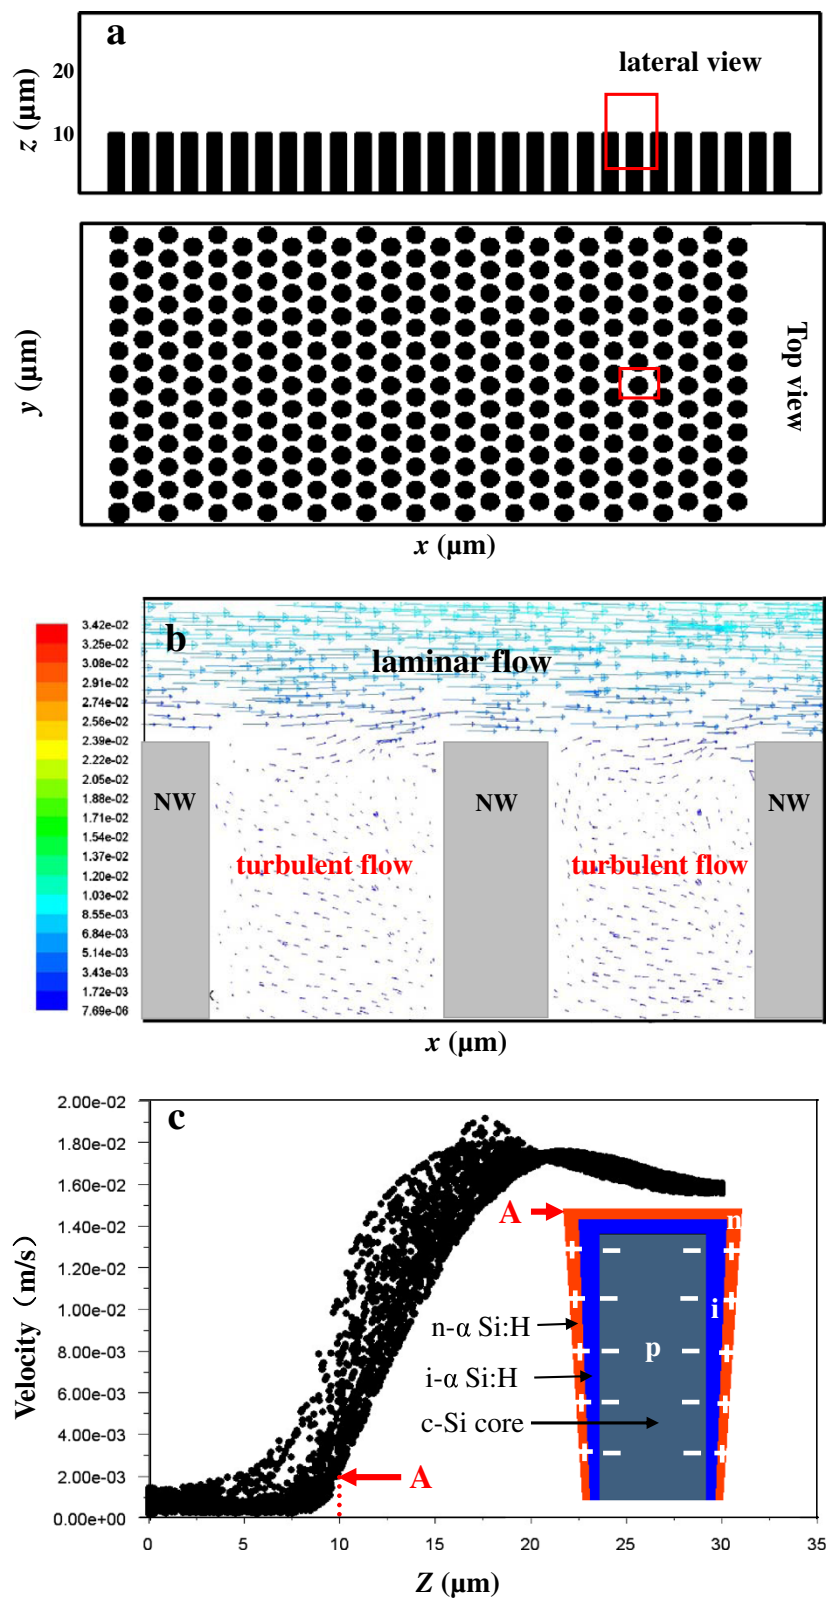 a
lateral view
z (μm)
20
10
y (μm)
Top view
x (μm)
b
laminar flow
3.42e-02
3.25e-02
3.08e-02
2.91e-02
2.74e-02
2.56e-02
2.39e-02
2.22e-02
2.05e-02
1.88e-02
1.71e-02
1.54e-02
1.37e-02
1.20e-02
1.03e-02
8.55e-03
6.84e-03
5.14e-03
3.43e-03
1.72e-03
7.69e-06
NW
NW
NW
turbulent flow
turbulent flow
x (μm)
c
Velocity (m/s)
2.00e-02
1.80e-02
1.60e-02
1.40e-02
1.20e-02
1.00e-02
8.00e-03
6.00e-03
4.00e-03
2.00e-03
0.00e+00
A
n
i
p
n-α Si:H
i-α Si:H
c-Si core
A
0 5 10 15 20 25 30 35
Z (μm)